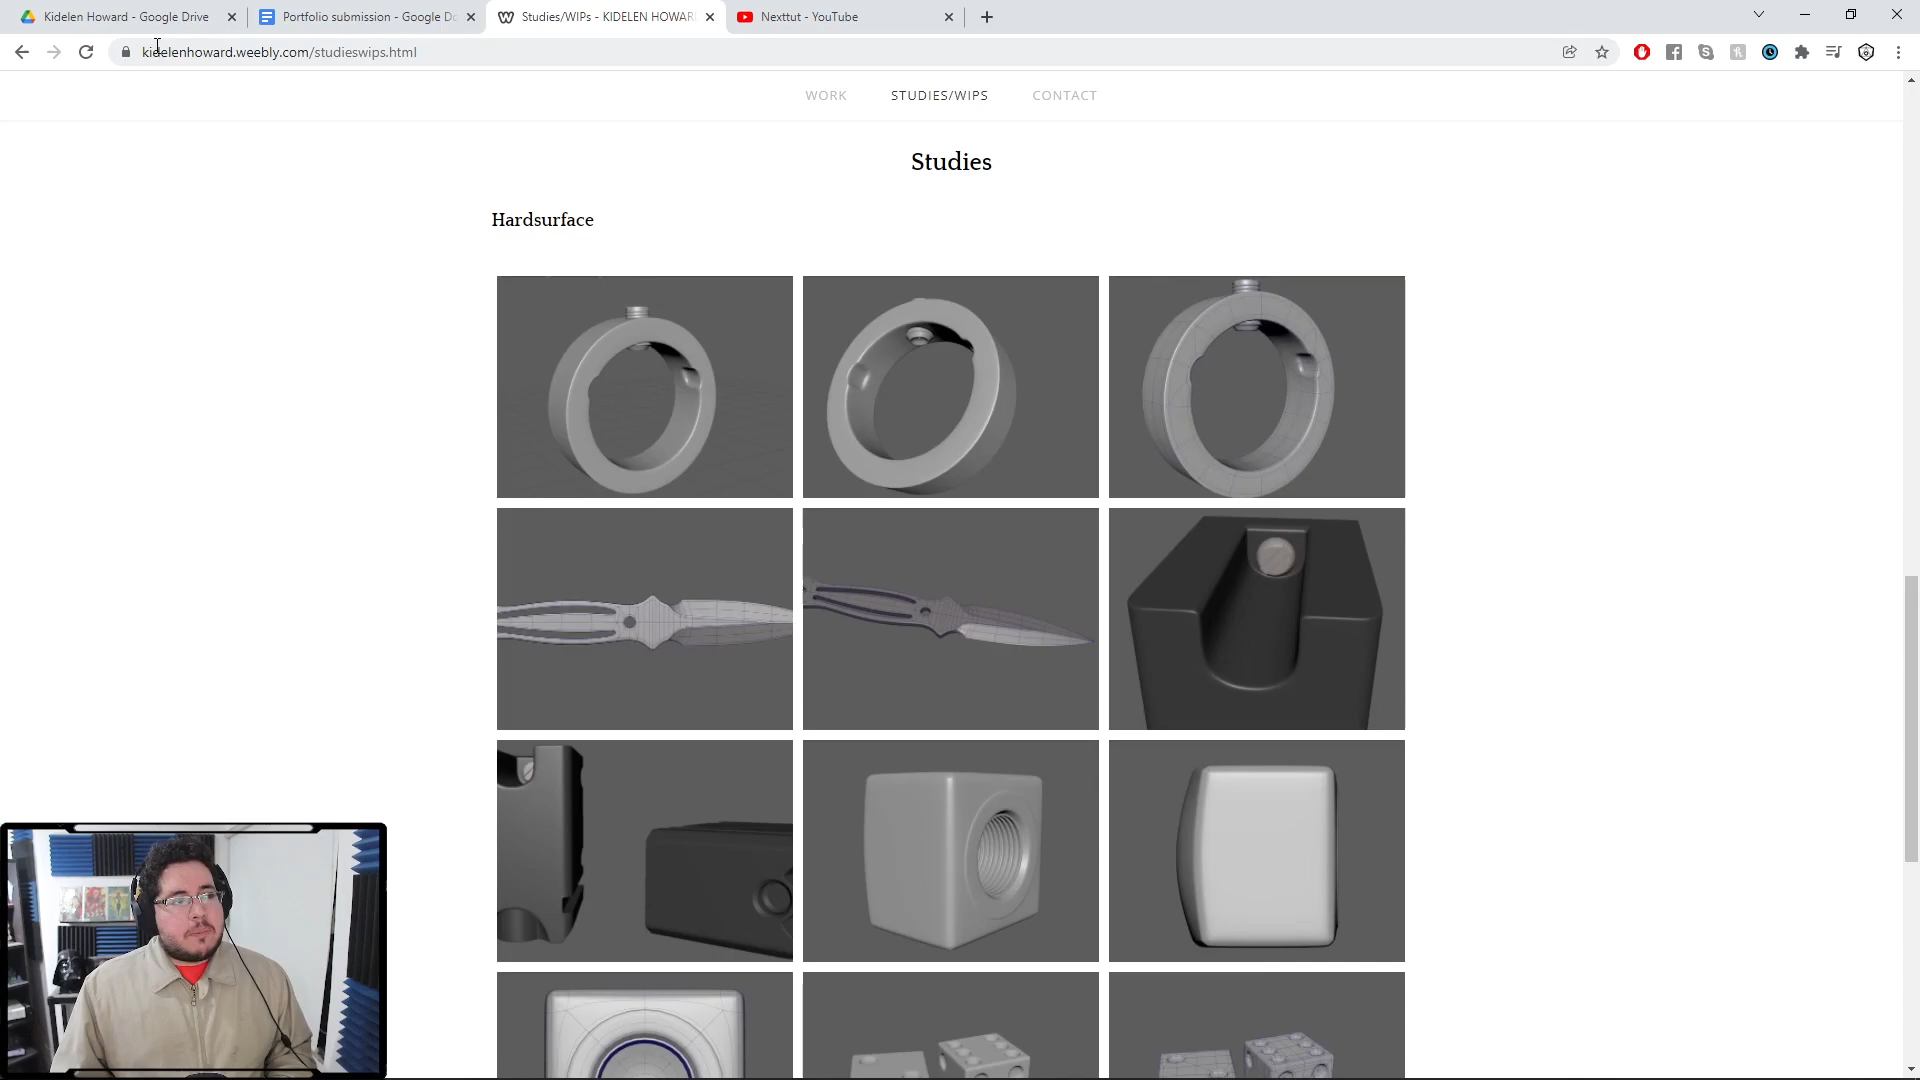 Kidelen Howard - Google Drive
Portfolio submission - Google Do
Studies/WIPs - KIDELEN HOWAR
Nexttut - YouTube
kidelenhoward.weebly.com/studieswips.html
WORK STUDIES/WIPS CONTACT
Studies
Hardsurface